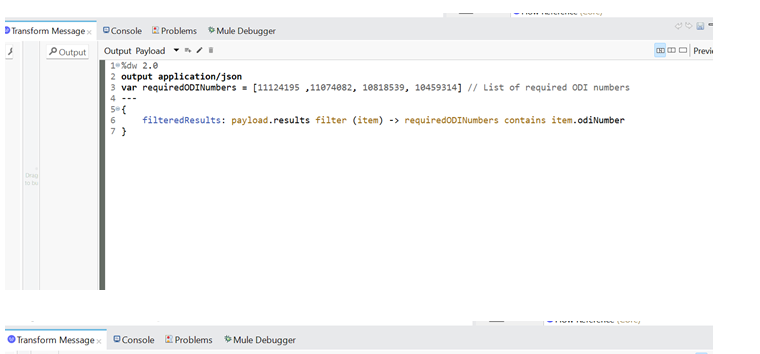 Transform Message Console Problems Mule Debugger
Output Output Payload Previe
1 %dw 2.0
2 output application/json
3 var requiredODINumbers = [11124195 ,11074082, 10818539, 10459314] // List of required ODI numbers
4 ---
5 {
6 filteredResults: payload.results filter (item) -> requiredODINumbers contains item.odiNumber
7 }
Drag
to bu
Transform Message Console Problems Mule Debugger